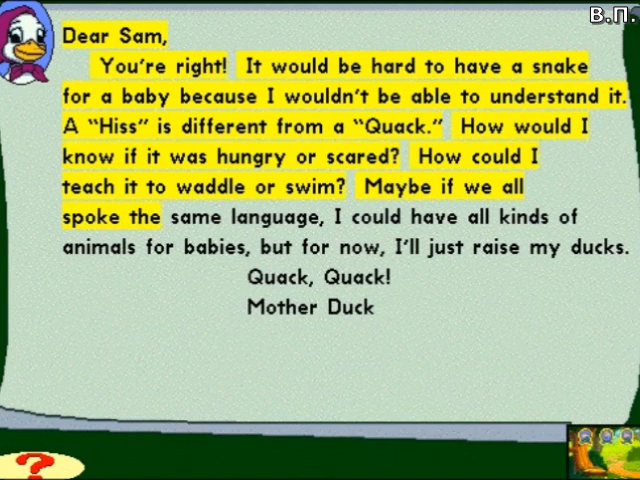 В.П.
Dear Sam,
You're right! It would be hard to have a snake
for a baby because I wouldn't be able to understand it.
A “Hiss” is different from a “Quack.” How would I
know if it was hungry or scared? How could I
teach it to waddle or swim? Maybe if we all
spoke the same language, I could have all kinds of
animals for babies, but for now, I'll just raise my ducks.
Quack, Quack!
Mother Duck
?